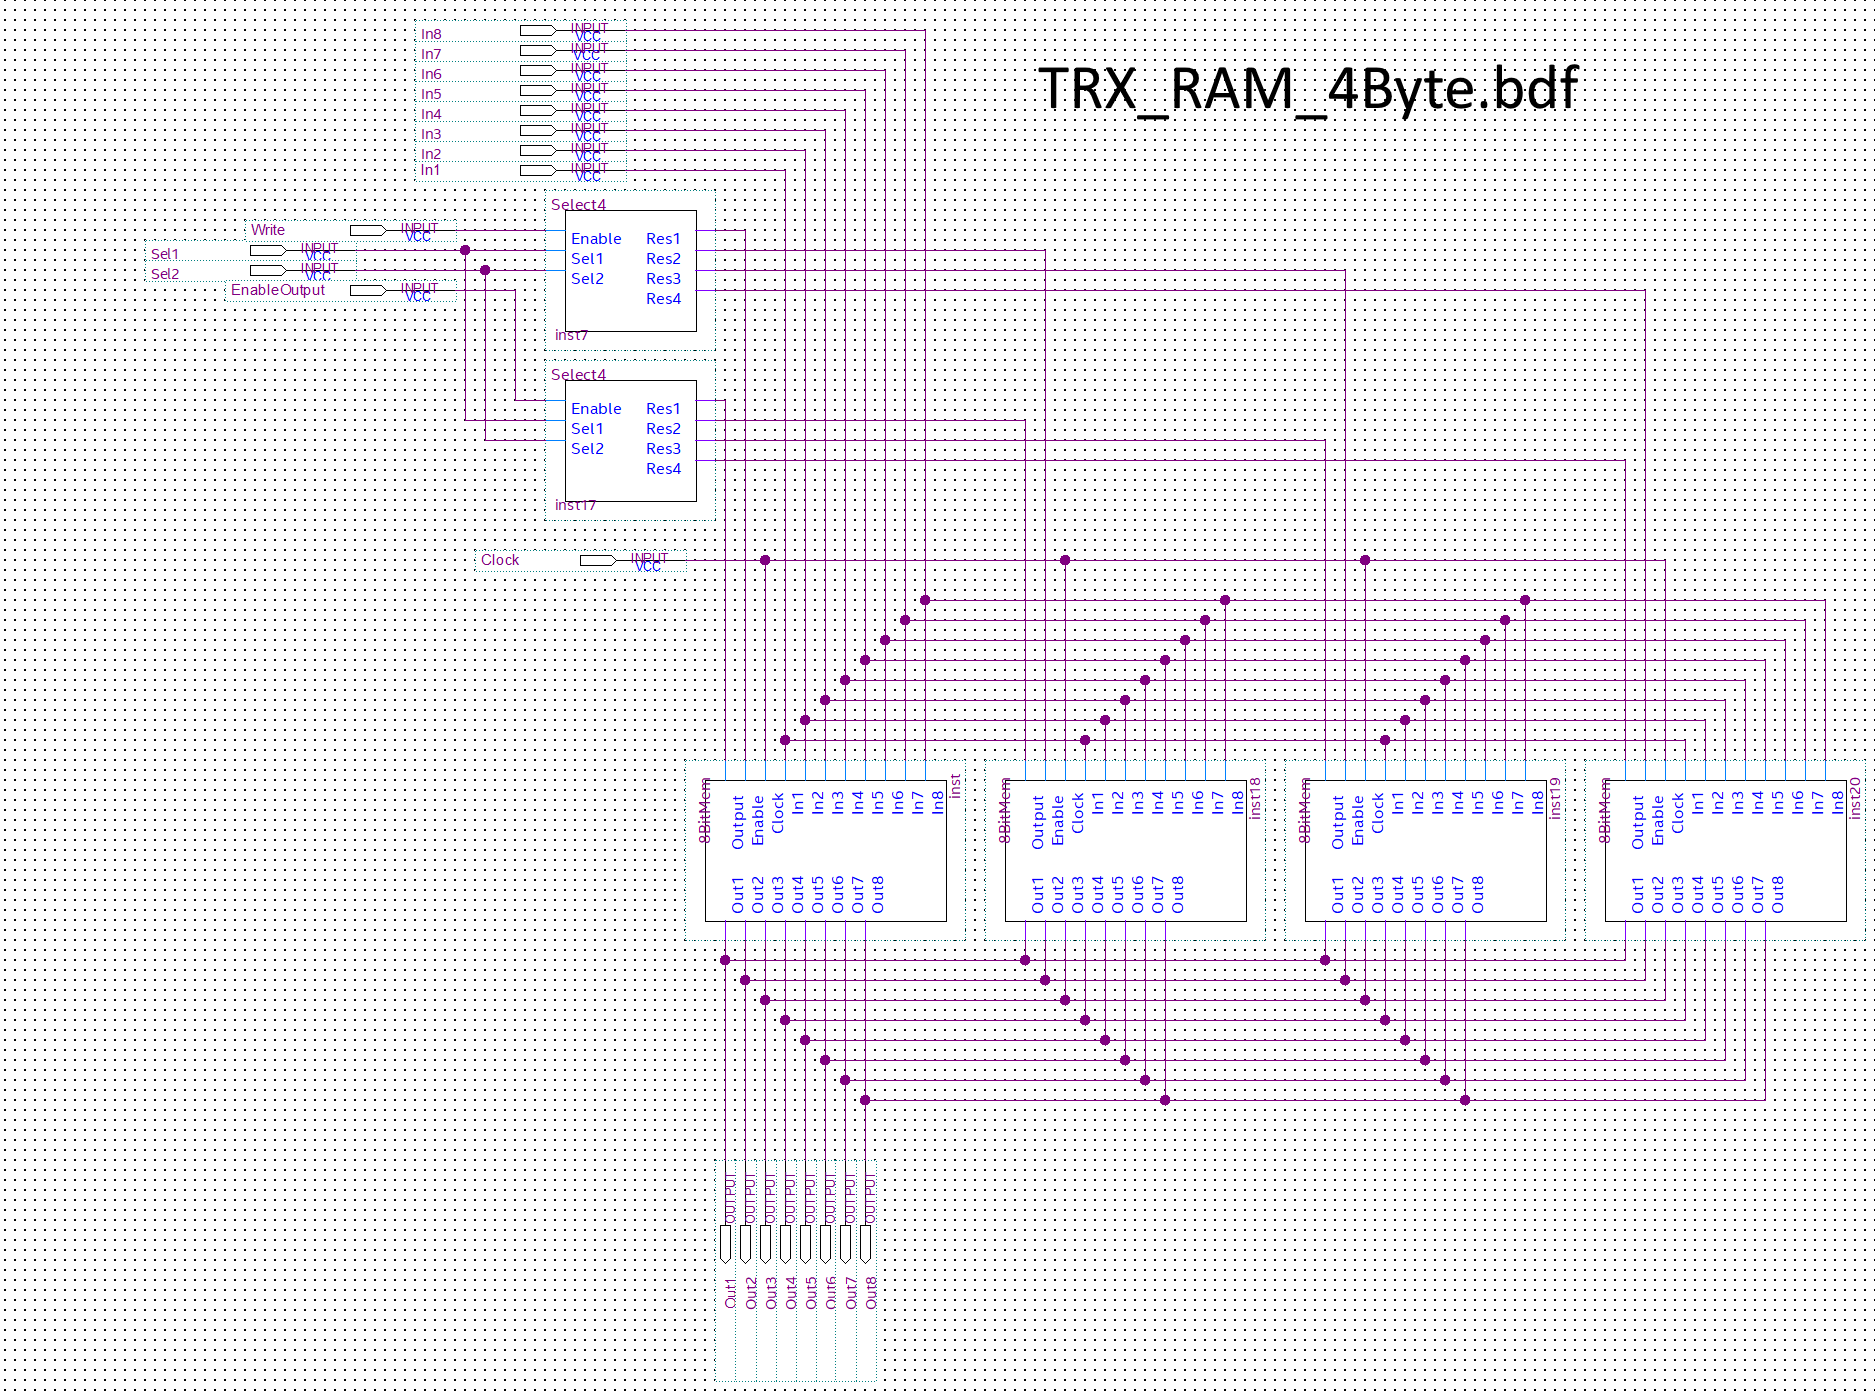 TRX_RAM_4Byte.bdf
In8 INPUT VCC
In7 INPUT VCC
In6 INPUT VCC
In5 INPUT VCC
In4 INPUT VCC
In3 INPUT VCC
In2 INPUT VCC
In1 INPUT VCC
Write INPUT VCC
Sel1 INPUT VCC
Sel2 INPUT VCC
EnableOutput INPUT VCC
Select4
Enable Res1
Sel1 Res2
Sel2 Res3
Res4
inst7
Select4
Enable Res1
Sel1 Res2
Sel2 Res3
Res4
inst17
Clock INPUT VCC
8BitMem
Output
Enable
Clock
In1
In2
In3
In4
In5
In6
In7
In8
inst
Out1
Out2
Out3
Out4
Out5
Out6
Out7
Out8
8BitMem
Output
Enable
Clock
In1
In2
In3
In4
In5
In6
In7
In8
inst18
Out1
Out2
Out3
Out4
Out5
Out6
Out7
Out8
8BitMem
Output
Enable
Clock
In1
In2
In3
In4
In5
In6
In7
In8
inst19
Out1
Out2
Out3
Out4
Out5
Out6
Out7
Out8
8BitMem
Output
Enable
Clock
In1
In2
In3
In4
In5
In6
In7
In8
inst20
Out1
Out2
Out3
Out4
Out5
Out6
Out7
Out8
OUTPUT Out1
OUTPUT Out2
OUTPUT Out3
OUTPUT Out4
OUTPUT Out5
OUTPUT Out6
OUTPUT Out7
OUTPUT Out8